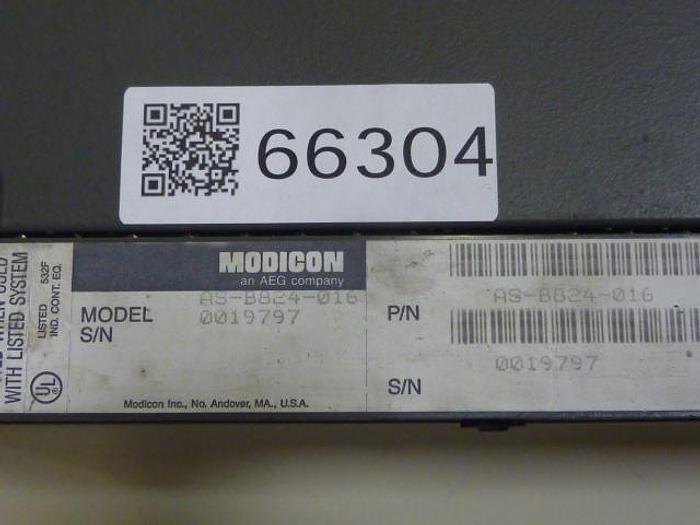 66304
WITH LISTED SYSTEM
LISTED 532F
IND. CONT. EQ.
UL
MODICON
an AEG company
AS-B824-016
MODEL 0019797
S/N
Modicon Inc., No. Andover, MA., U.S.A.
AS-B824-016
P/N
0019797
S/N